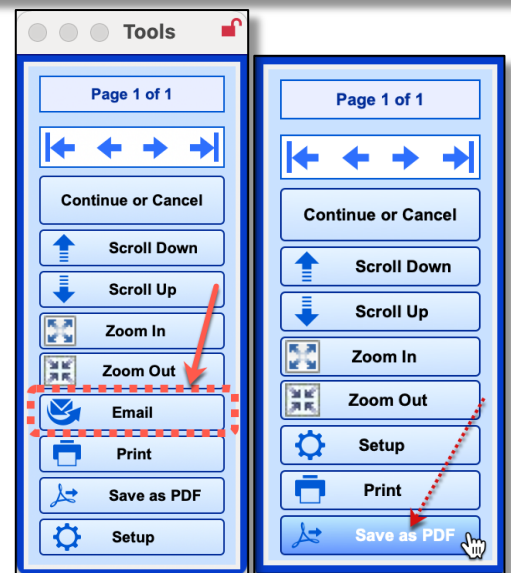 Tools
Page 1 of 1
Continue or Cancel
Scroll Down
Scroll Up
Zoom In
Zoom Out
Email
Print
Save as PDF
Setup
Page 1 of 1
Continue or Cancel
Scroll Down
Scroll Up
Zoom In
Zoom Out
Setup
Print
Save as PDF